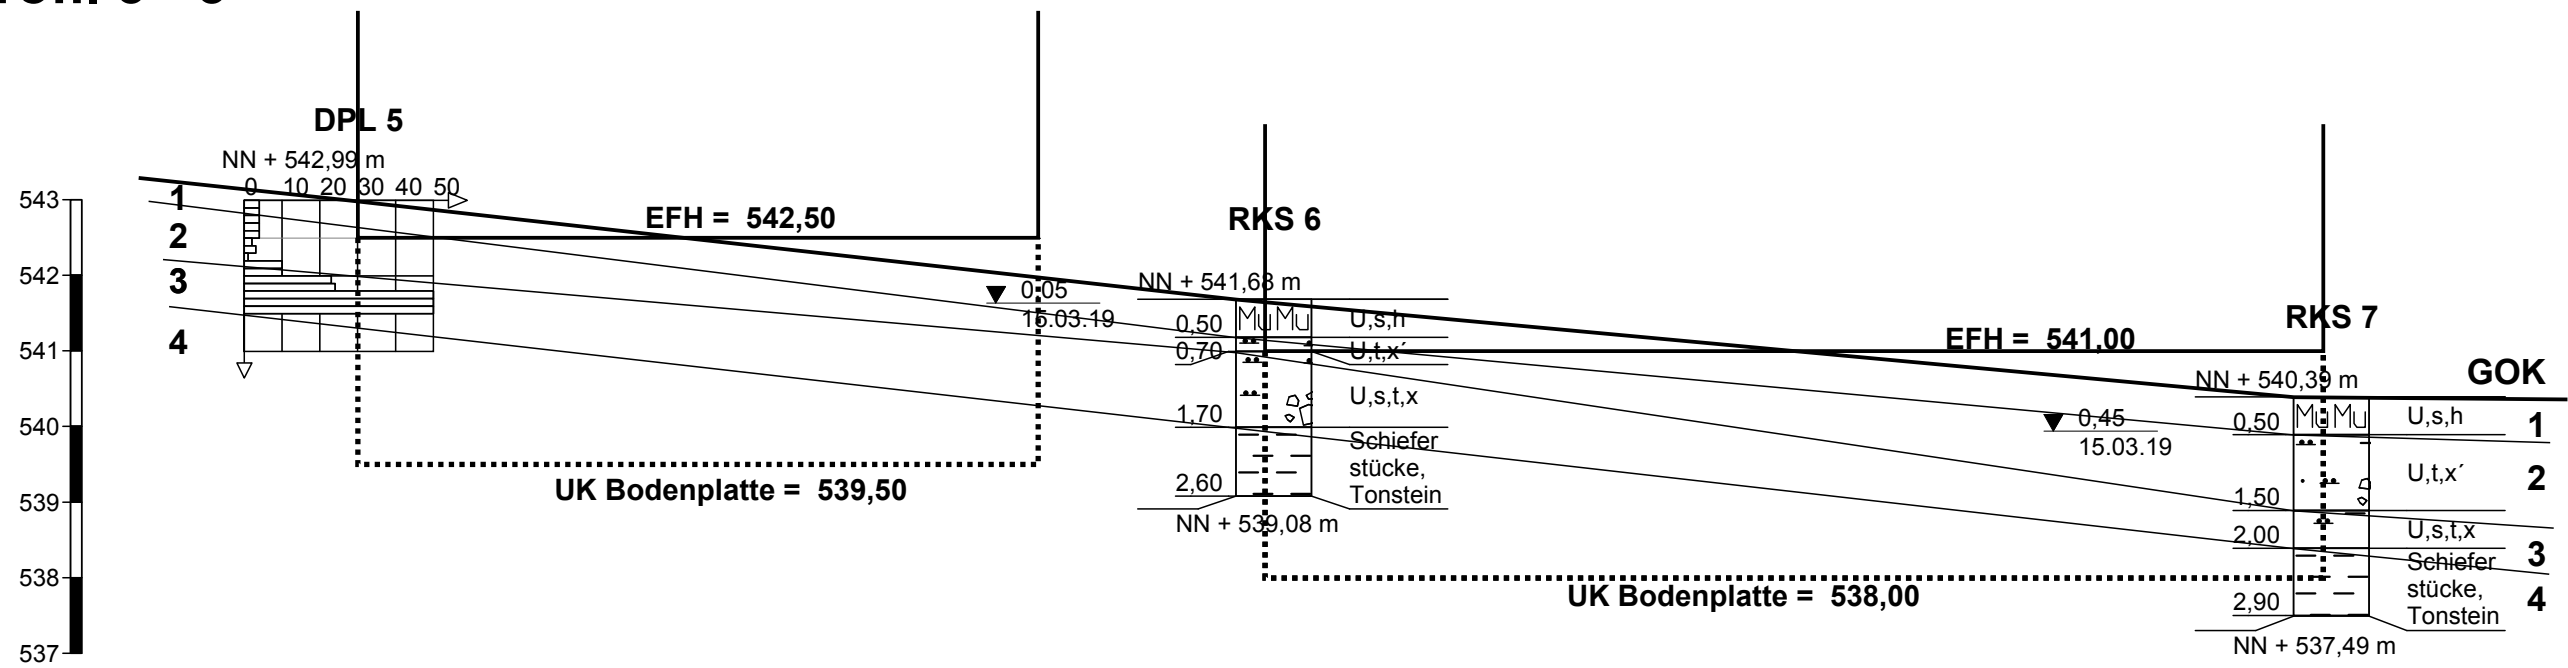 DPL 5
NN + 542,99 m
0 10 20 30 40 50
EFH = 542,50
UK Bodenplatte = 539,50
543
542
541
540
539
538
537
1
2
3
4
0,05
15.03.19
RKS 6
NN + 541,68 m
0,50
0,70
1,70
2,60
Mu Mu
U,s,h
U,t,x´
U,s,t,x
Schiefer
stücke,
Tonstein
NN + 539,08 m
EFH = 541,00
UK Bodenplatte = 538,00
0,45
15.03.19
RKS 7
NN + 540,39 m
0,50
1,50
2,00
2,90
Mu Mu
U,s,h
U,t,x´
U,s,t,x
Schiefer
stücke,
Tonstein
NN + 537,49 m
GOK
1
2
3
4